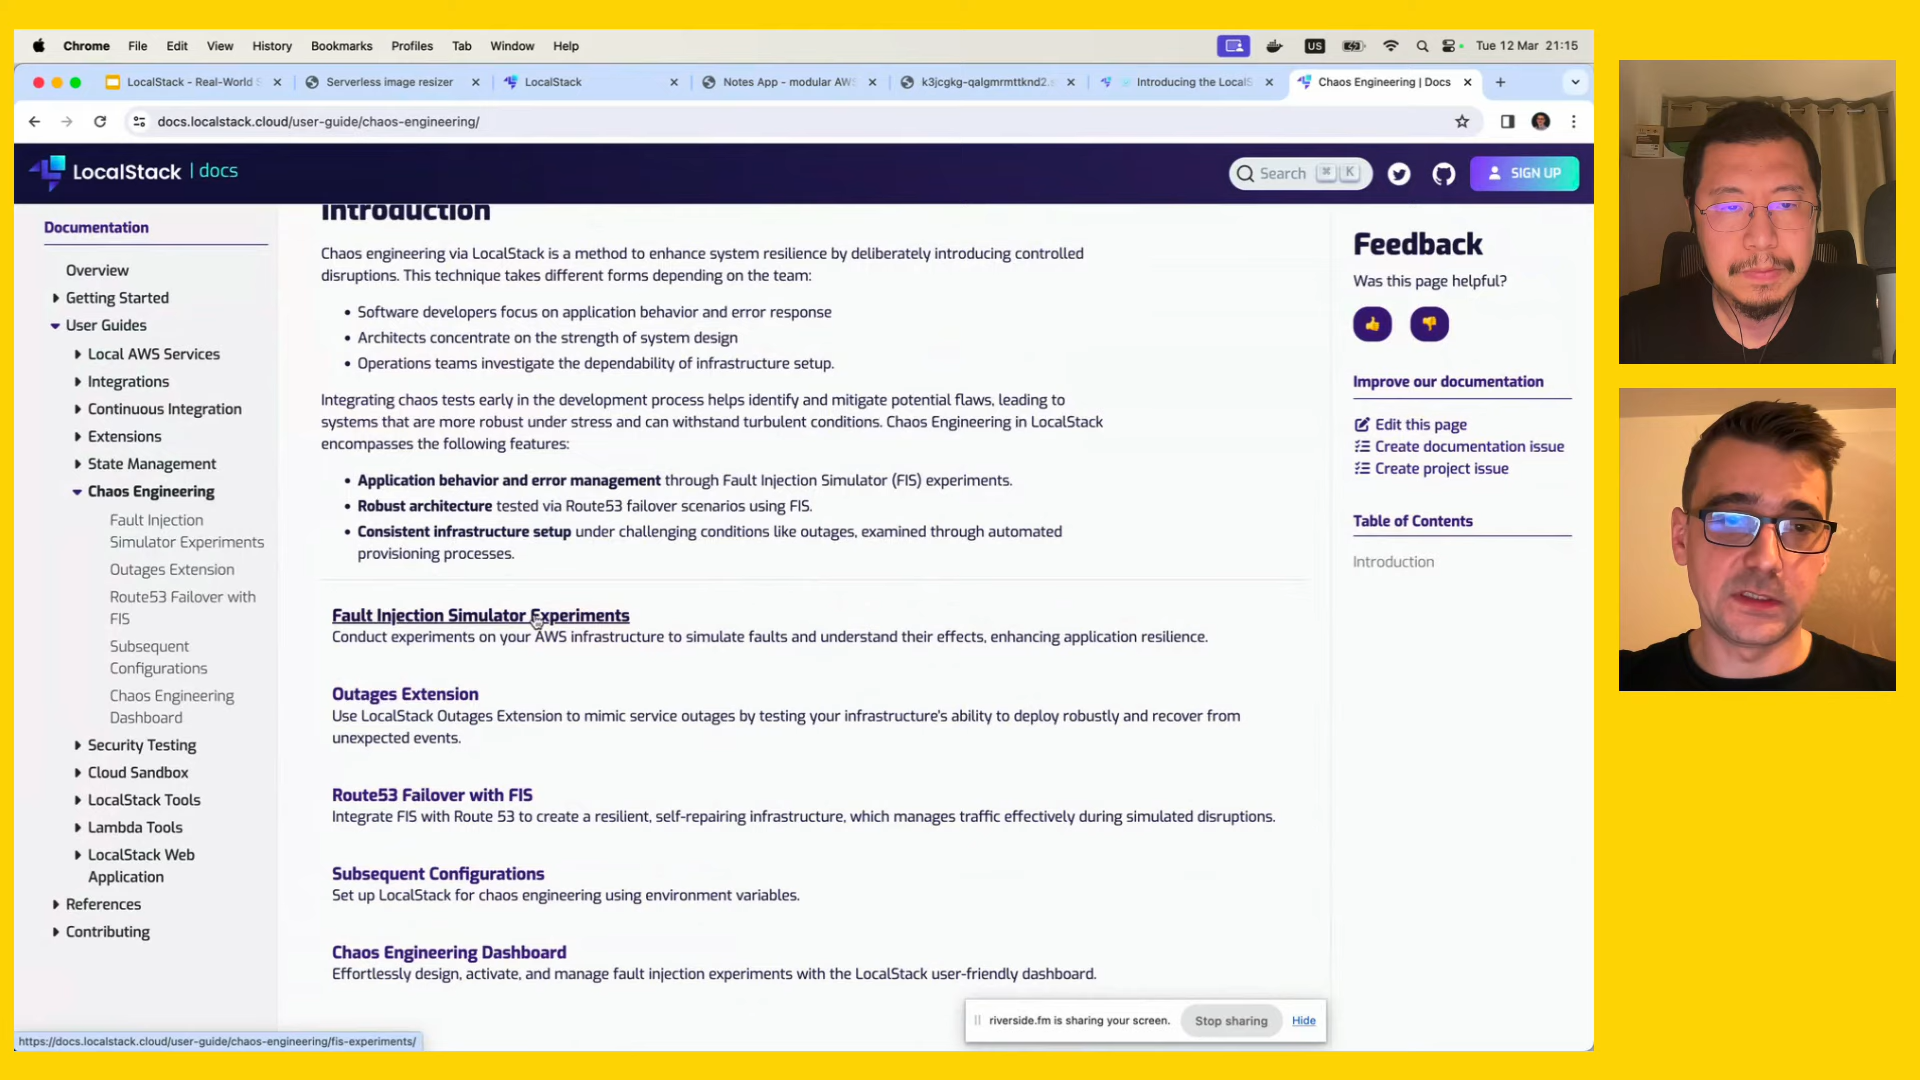 Chrome File Edit View History Bookmarks Profiles Tab Window Help US Tue 12 Mar 21:15
LocalStack - Real-World S Serverless image resizer LocalStack Notes App - modular AWS k3jcgkg-qalgmrmttknd2.s Introducing the LocalS Chaos Engineering | Docs
docs.localstack.cloud/user-guide/chaos-engineering/
LocalStack | docs
Search ⌘ K
SIGN UP
Documentation
Overview
Getting Started
User Guides
Local AWS Services
Integrations
Continuous Integration
Extensions
State Management
Chaos Engineering
Fault Injection
Simulator Experiments
Outages Extension
Route53 Failover with
FIS
Subsequent
Configurations
Chaos Engineering
Dashboard
Security Testing
Cloud Sandbox
LocalStack Tools
Lambda Tools
LocalStack Web
Application
References
Contributing
Introduction
Chaos engineering via LocalStack is a method to enhance system resilience by deliberately introducing controlled
disruptions. This technique takes different forms depending on the team:
• Software developers focus on application behavior and error response
• Architects concentrate on the strength of system design
• Operations teams investigate the dependability of infrastructure setup.
Integrating chaos tests early in the development process helps identify and mitigate potential flaws, leading to
systems that are more robust under stress and can withstand turbulent conditions. Chaos Engineering in LocalStack
encompasses the following features:
• Application behavior and error management through Fault Injection Simulator (FIS) experiments.
• Robust architecture tested via Route53 failover scenarios using FIS.
• Consistent infrastructure setup under challenging conditions like outages, examined through automated
provisioning processes.
Fault Injection Simulator Experiments
Conduct experiments on your AWS infrastructure to simulate faults and understand their effects, enhancing application resilience.
Outages Extension
Use LocalStack Outages Extension to mimic service outages by testing your infrastructure's ability to deploy robustly and recover from
unexpected events.
Route53 Failover with FIS
Integrate FIS with Route 53 to create a resilient, self-repairing infrastructure, which manages traffic effectively during simulated disruptions.
Subsequent Configurations
Set up LocalStack for chaos engineering using environment variables.
Chaos Engineering Dashboard
Effortlessly design, activate, and manage fault injection experiments with the LocalStack user-friendly dashboard.
Feedback
Was this page helpful?
Improve our documentation
Edit this page
Create documentation issue
Create project issue
Table of Contents
Introduction
riverside.fm is sharing your screen. Stop sharing Hide
https://docs.localstack.cloud/user-guide/chaos-engineering/fis-experiments/